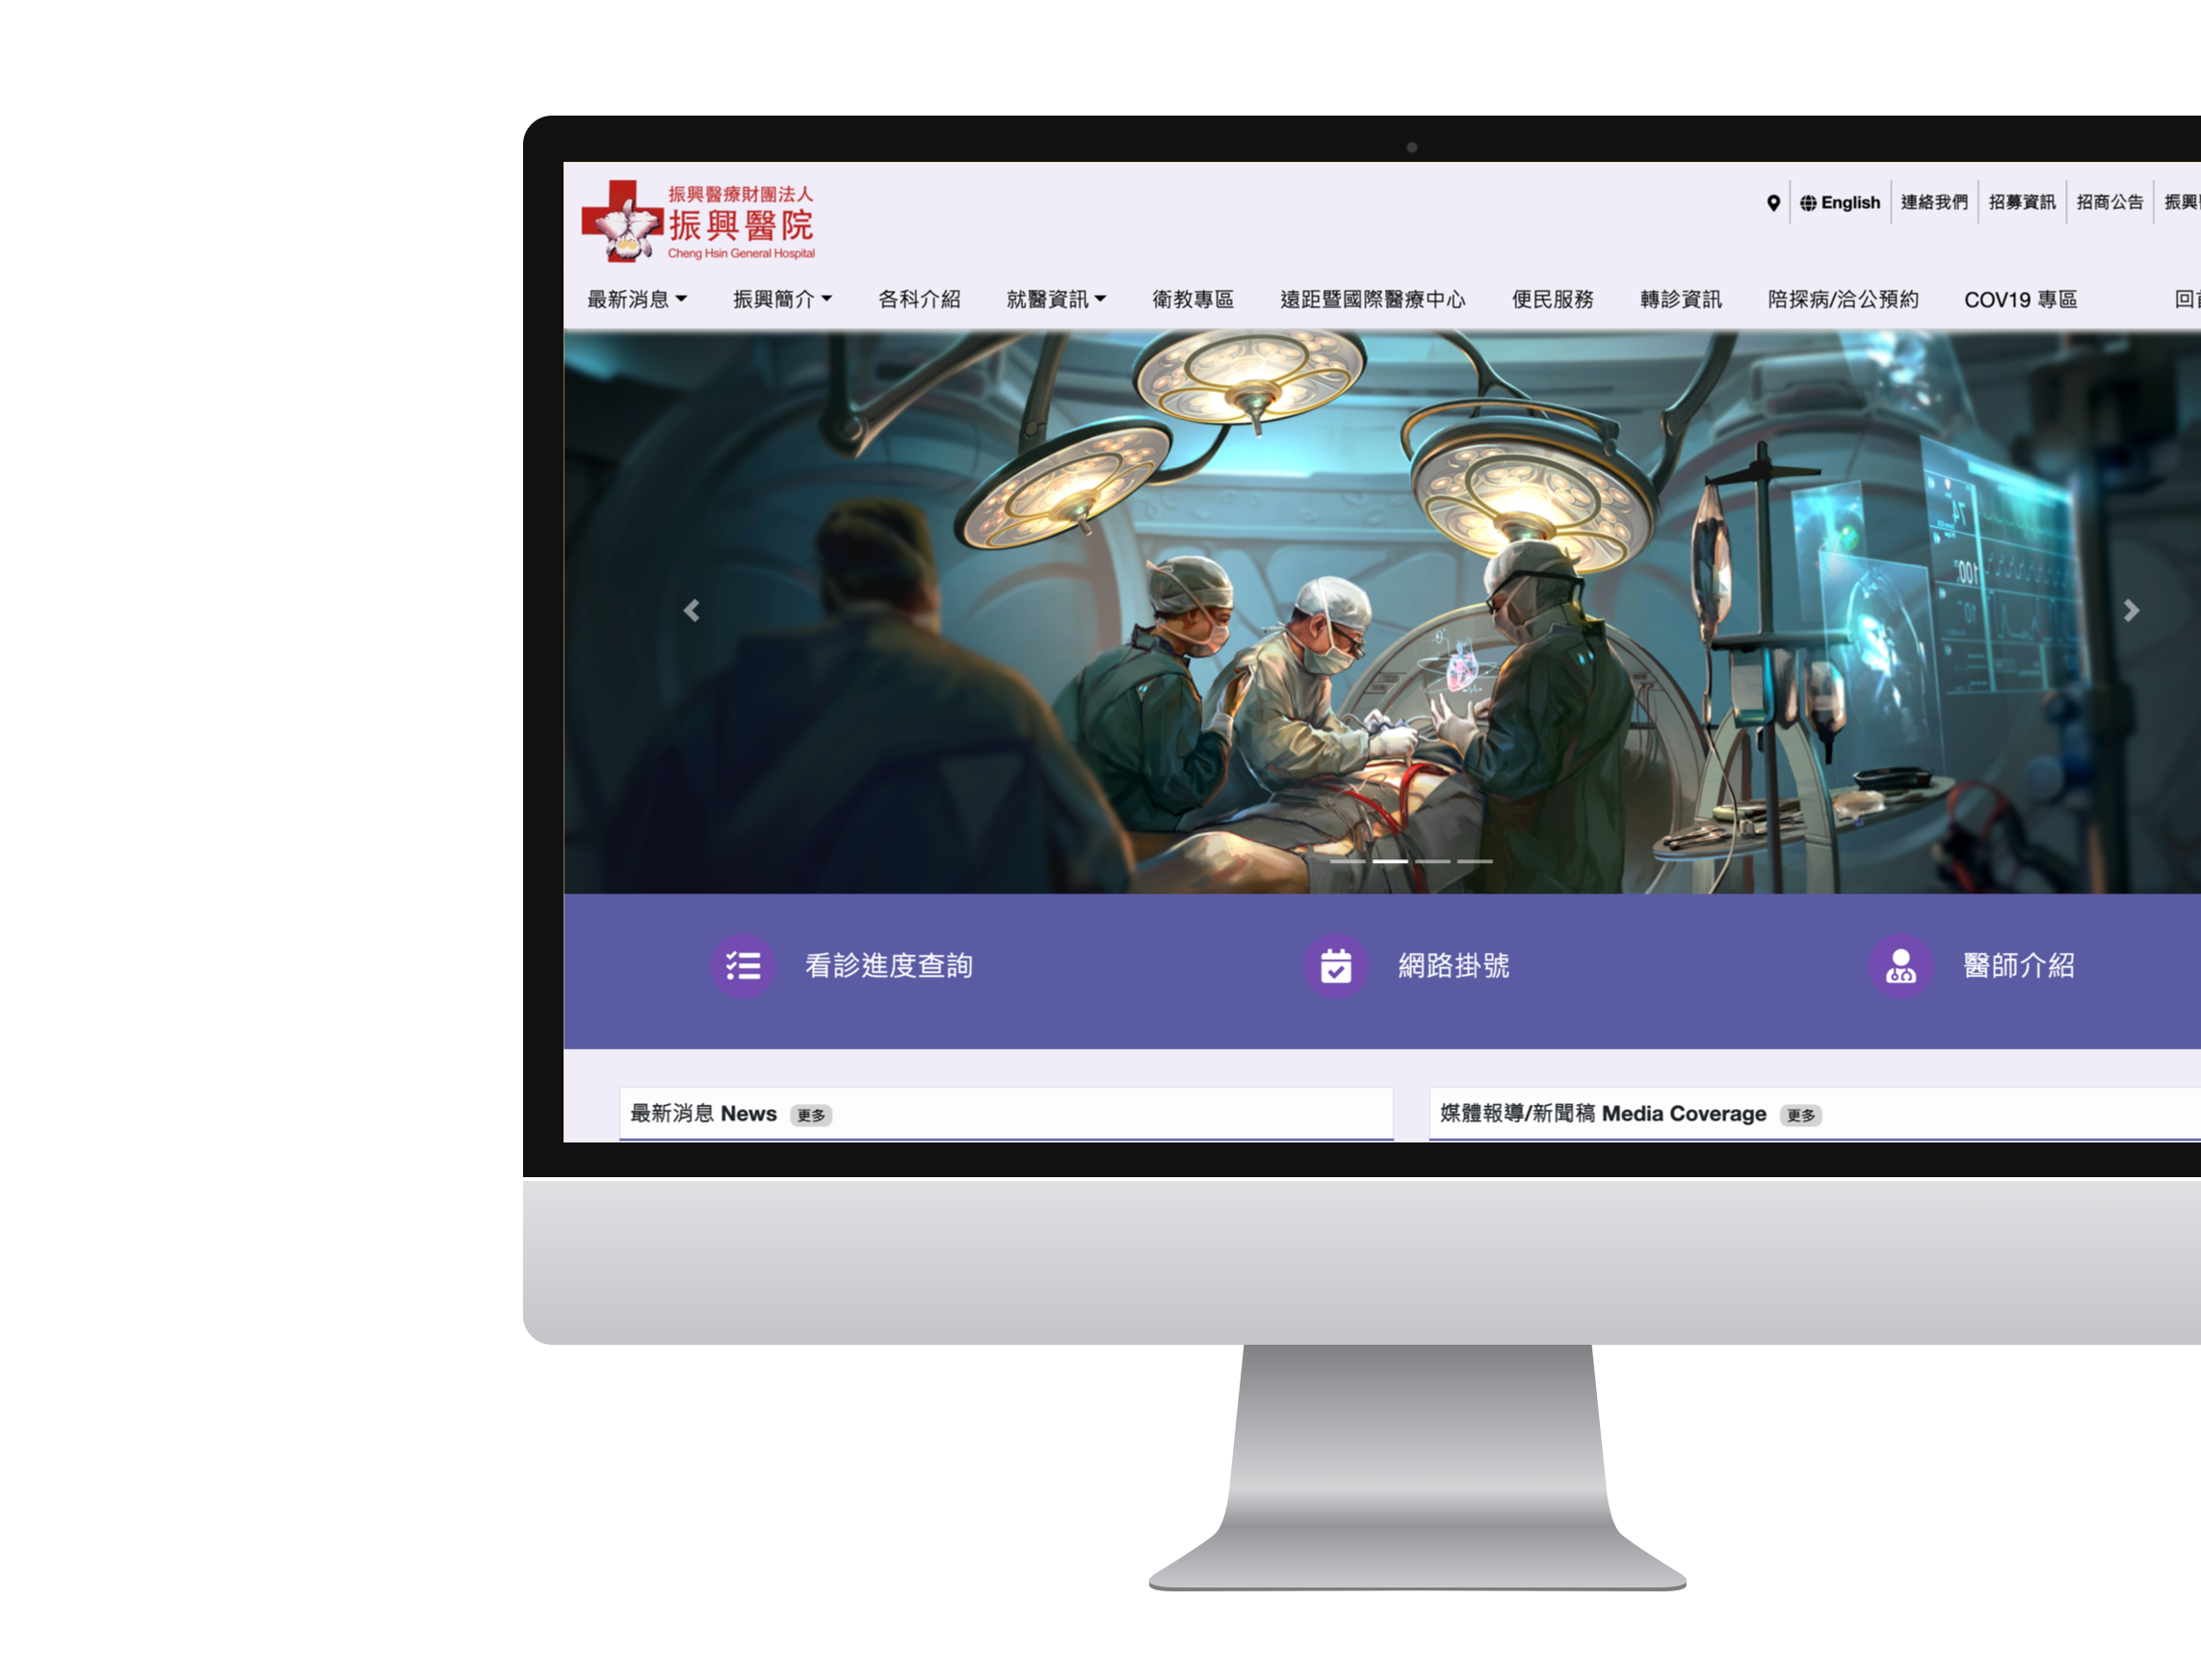 振興醫療財團法人
振興醫院
Cheng Hsin General Hospital
English 連絡我們 招募資訊 招商公告 振興
最新消息 振興簡介 各科介紹 就醫資訊 衛教專區 遠距暨國際醫療中心 便民服務 轉診資訊 陪探病/洽公預約 COV19 專區 回
看診進度查詢 網路掛號 醫師介紹
最新消息 News 更多
媒體報導/新聞稿 Media Coverage 更多